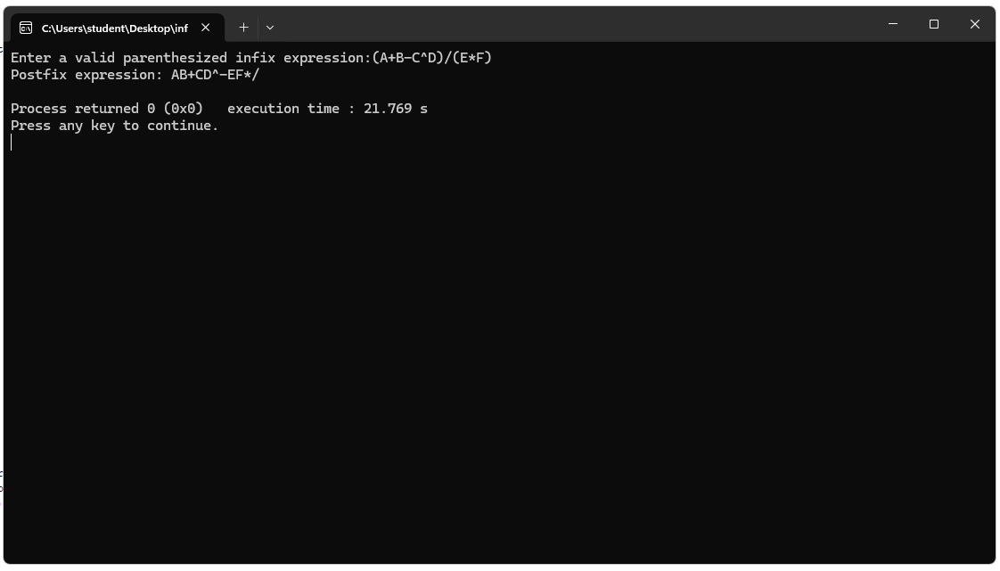 C:\Users\student\Desktop\inf
Enter a valid parenthesized infix expression:(A+B-C^D)/(E*F)
Postfix expression: AB+CD^-EF*/
Process returned 0 (0x0)   execution time : 21.769 s
Press any key to continue.